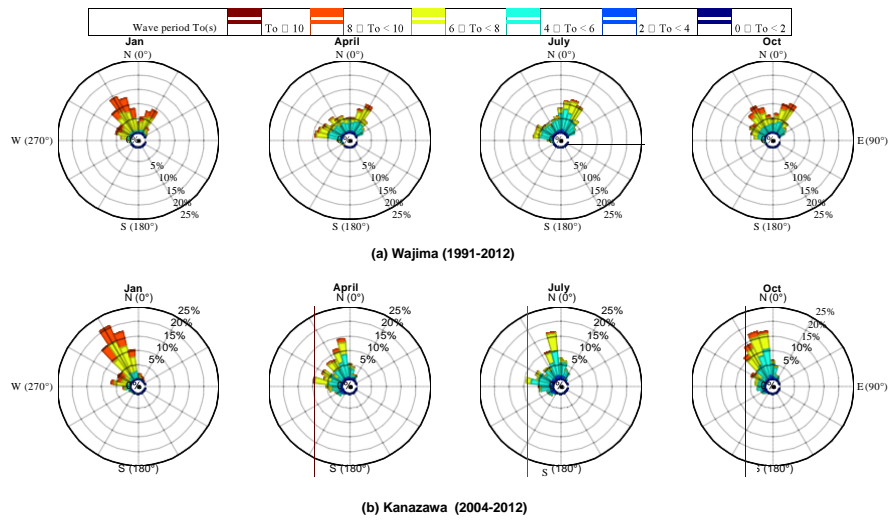 Wave period To(s) To □ 10 8 □ To < 10 6 □ To < 8 4 □ To < 6 2 □ To < 4 0 □ To < 2
Jan April July Oct
N (0°) N (0°) N (0°) N (0°)
W (270°) E (90°)
5% 5% 5% 5%
10% 10% 10% 10%
15% 15% 15% 15%
20% 20% 20% 20%
25% 25% 25% 25%
S (180°) S (180°) S (180°) S (180°)
(a) Wajima (1991-2012)
Jan April July Oct
N (0°) N (0°) N (0°) N (0°)
25% 25% 25% 25%
20% 20% 20% 20%
15% 15% 15% 15%
10% 10% 10% 10%
5% 5% 5% 5%
W (270°) E (90°)
S (180°) S (180°) (180°) S (180°)
S
(b) Kanazawa (2004-2012)